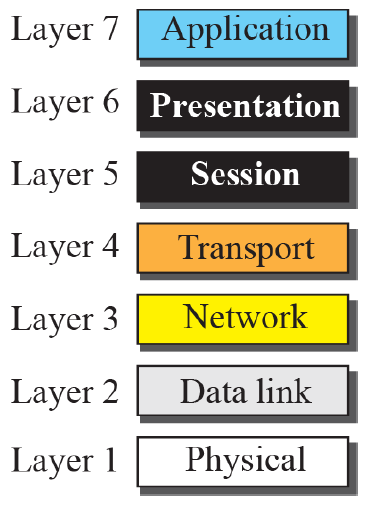 Layer 7 Application
Layer 6 Presentation
Layer 5 Session
Layer 4 Transport
Layer 3 Network
Layer 2 Data link
Layer 1 Physical